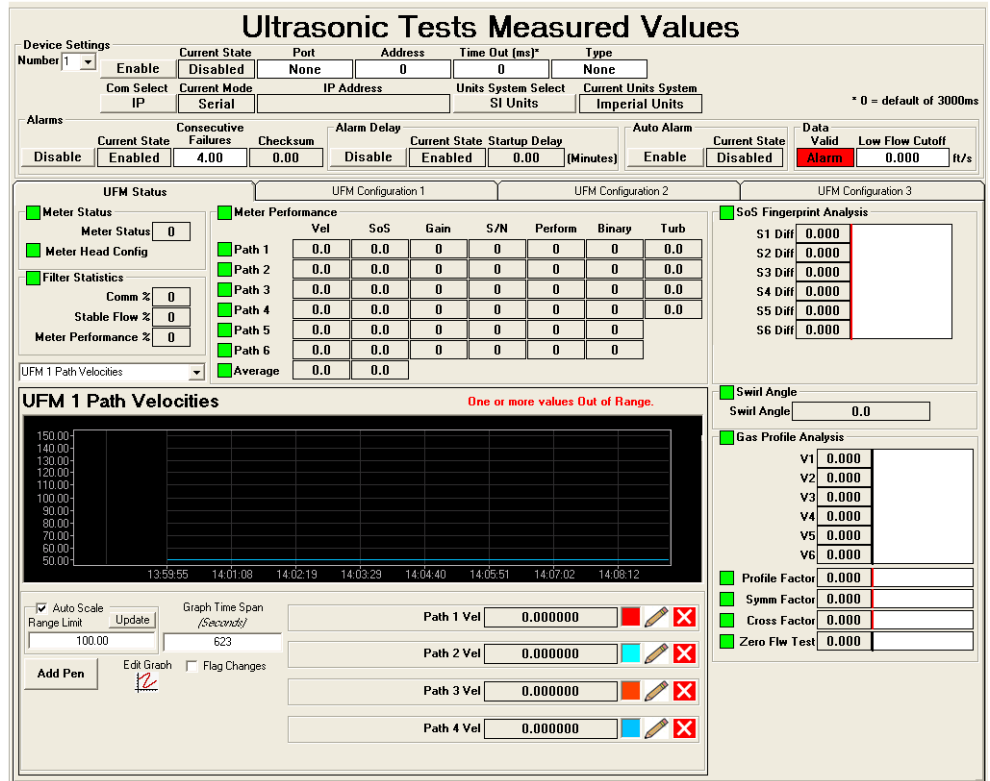 Ultrasonic Tests Measured Values
Device Settings
Number 1
Current State Port Address Time Out (ms)* Type
Enable Disabled None 0 0 None
Com Select Current Mode IP Address Units System Select Current Units System
IP Serial SI Units Imperial Units
* 0 = default of 3000ms
Alarms
Current State Consecutive Failures Checksum
Disable Enabled 4.00 0.00
Alarm Delay
Current State Startup Delay
Disable Enabled 0.00 (Minutes)
Auto Alarm
Current State
Enable Disabled
Data
Valid Low Flow Cutoff
Alarm 0.000 ft/s
UFM Status UFM Configuration 1 UFM Configuration 2 UFM Configuration 3
Meter Status
Meter Status 0
Meter Head Config
Filter Statistics
Comm % 0
Stable Flow % 0
Meter Performance % 0
UFM 1 Path Velocities
Meter Performance
Vel SoS Gain S/N Perform Binary Turb
Path 1 0.0 0.0 0 0 0 0 0.0
Path 2 0.0 0.0 0 0 0 0 0.0
Path 3 0.0 0.0 0 0 0 0 0.0
Path 4 0.0 0.0 0 0 0 0 0.0
Path 5 0.0 0.0 0 0 0 0
Path 6 0.0 0.0 0 0 0 0
Average 0.0 0.0
SoS Fingerprint Analysis
S1 Diff 0.000
S2 Diff 0.000
S3 Diff 0.000
S4 Diff 0.000
S5 Diff 0.000
S6 Diff 0.000
Swirl Angle
Swirl Angle 0.0
Gas Profile Analysis
V1 0.000
V2 0.000
V3 0.000
V4 0.000
V5 0.000
V6 0.000
Profile Factor 0.000
Symm Factor 0.000
Cross Factor 0.000
Zero Flw Test 0.000
UFM 1 Path Velocities
One or more values Out of Range.
150.00
130.00
120.00
110.00
100.00
90.00
80.00
70.00
60.00
50.00
13:59:55 14:01:08 14:02:19 14:03:29 14:04:40 14:05:51 14:07:02 14:08:12
Auto Scale
Range Limit Update
100.00
Graph Time Span
(Seconds)
623
Add Pen
Edit Graph
Flag Changes
Path 1 Vel 0.000000
Path 2 Vel 0.000000
Path 3 Vel 0.000000
Path 4 Vel 0.000000